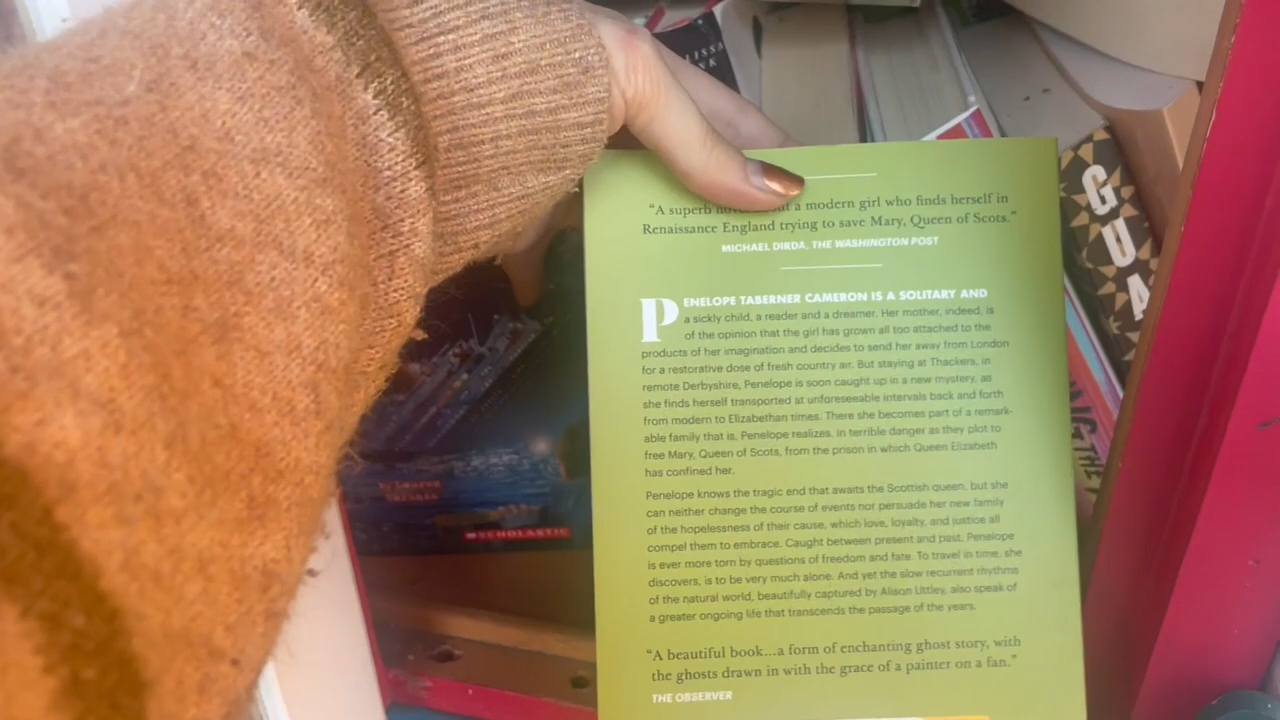 "A superb novel about a modern girl who finds herself in
Renaissance England trying to save Mary, Queen of Scots."
MICHAEL DIRDA, THE WASHINGTON POST
PENELOPE TABERNER CAMERON IS A SOLITARY AND
a sickly child, a reader and a dreamer. Her mother, indeed, is
of the opinion that the girl has grown all too attached to the
products of her imagination and decides to send her away from London
for a restorative dose of fresh country air. But staying at Thackers, in
remote Derbyshire, Penelope is soon caught up in a new mystery, as
she finds herself transported at unforeseeable intervals back and forth
from modern to Elizabethan times. There she becomes part of a remark-
able family that is, Penelope realizes, in terrible danger as they plot to
free Mary, Queen of Scots, from the prison in which Queen Elizabeth
has confined her.
Penelope knows the tragic end that awaits the Scottish queen, but she
can neither change the course of events nor persuade her new family
of the hopelessness of their cause, which love, loyalty, and justice all
compel them to embrace. Caught between present and past, Penelope
is ever more torn by questions of freedom and fate. To travel in time, she
discovers, is to be very much alone. And yet the slow recurrent rhythms
of the natural world, beautifully captured by Alison Uttley, also speak of
a greater ongoing life that transcends the passage of the years.
"A beautiful book...a form of enchanting ghost story, with
the ghosts drawn in with the grace of a painter on a fan."
THE OBSERVER
by Lauren
SCHOLASTIC
GUA